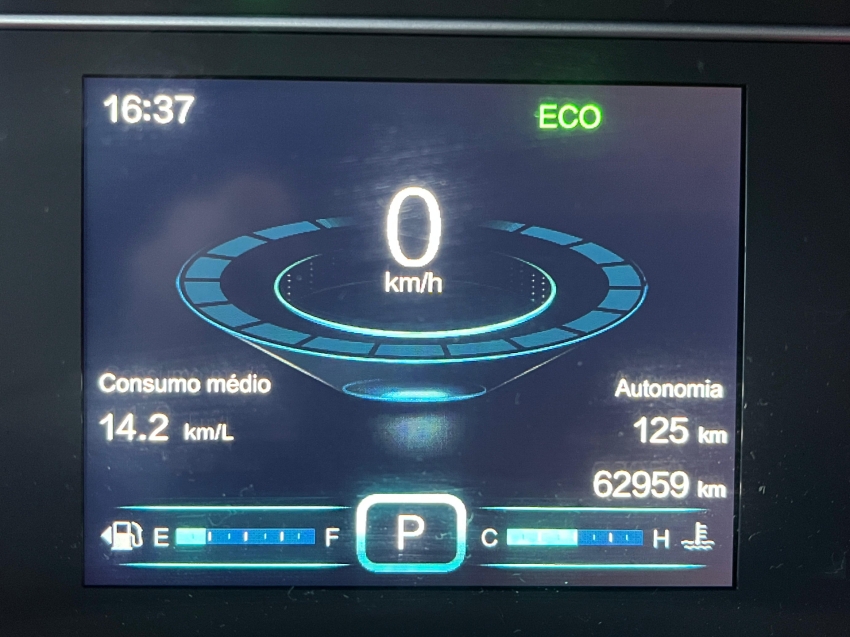 16:37
ECO
0
km/h
Consumo médio
14.2 km/L
Autonomia
125 km
62959 km
E F
P
C H